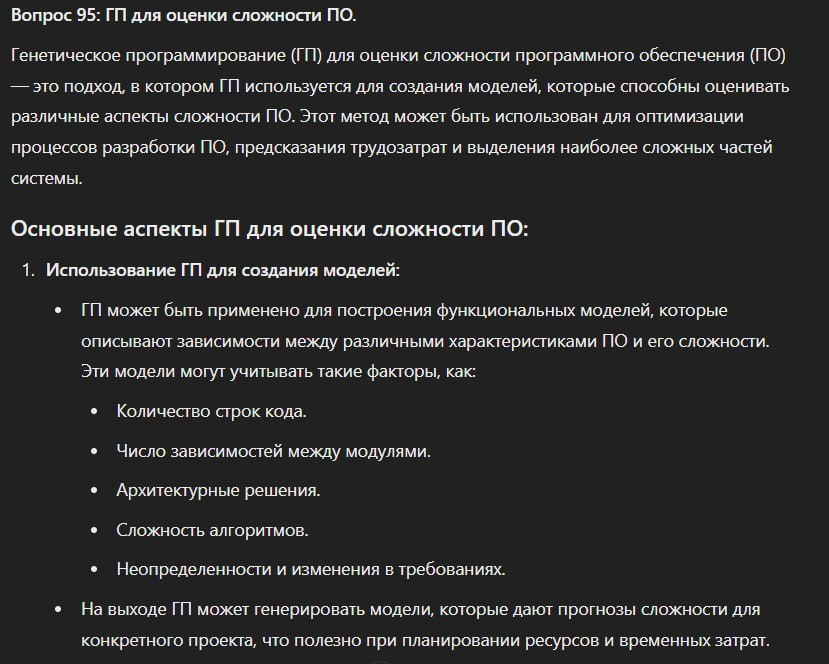 Вопрос 95: ГП для оценки сложности ПО.
Генетическое программирование (ГП) для оценки сложности программного обеспечения (ПО)
— это подход, в котором ГП используется для создания моделей, которые способны оценивать
различные аспекты сложности ПО. Этот метод может быть использован для оптимизации
процессов разработки ПО, предсказания трудозатрат и выделения наиболее сложных частей
системы.
Основные аспекты ГП для оценки сложности ПО:
1. Использование ГП для создания моделей:
• ГП может быть применено для построения функциональных моделей, которые
описывают зависимости между различными характеристиками ПО и его сложности.
Эти модели могут учитывать такие факторы, как:
• Количество строк кода.
• Число зависимостей между модулями.
• Архитектурные решения.
• Сложность алгоритмов.
• Неопределенности и изменения в требованиях.
• На выходе ГП может генерировать модели, которые дают прогнозы сложности для
конкретного проекта, что полезно при планировании ресурсов и временных затрат.